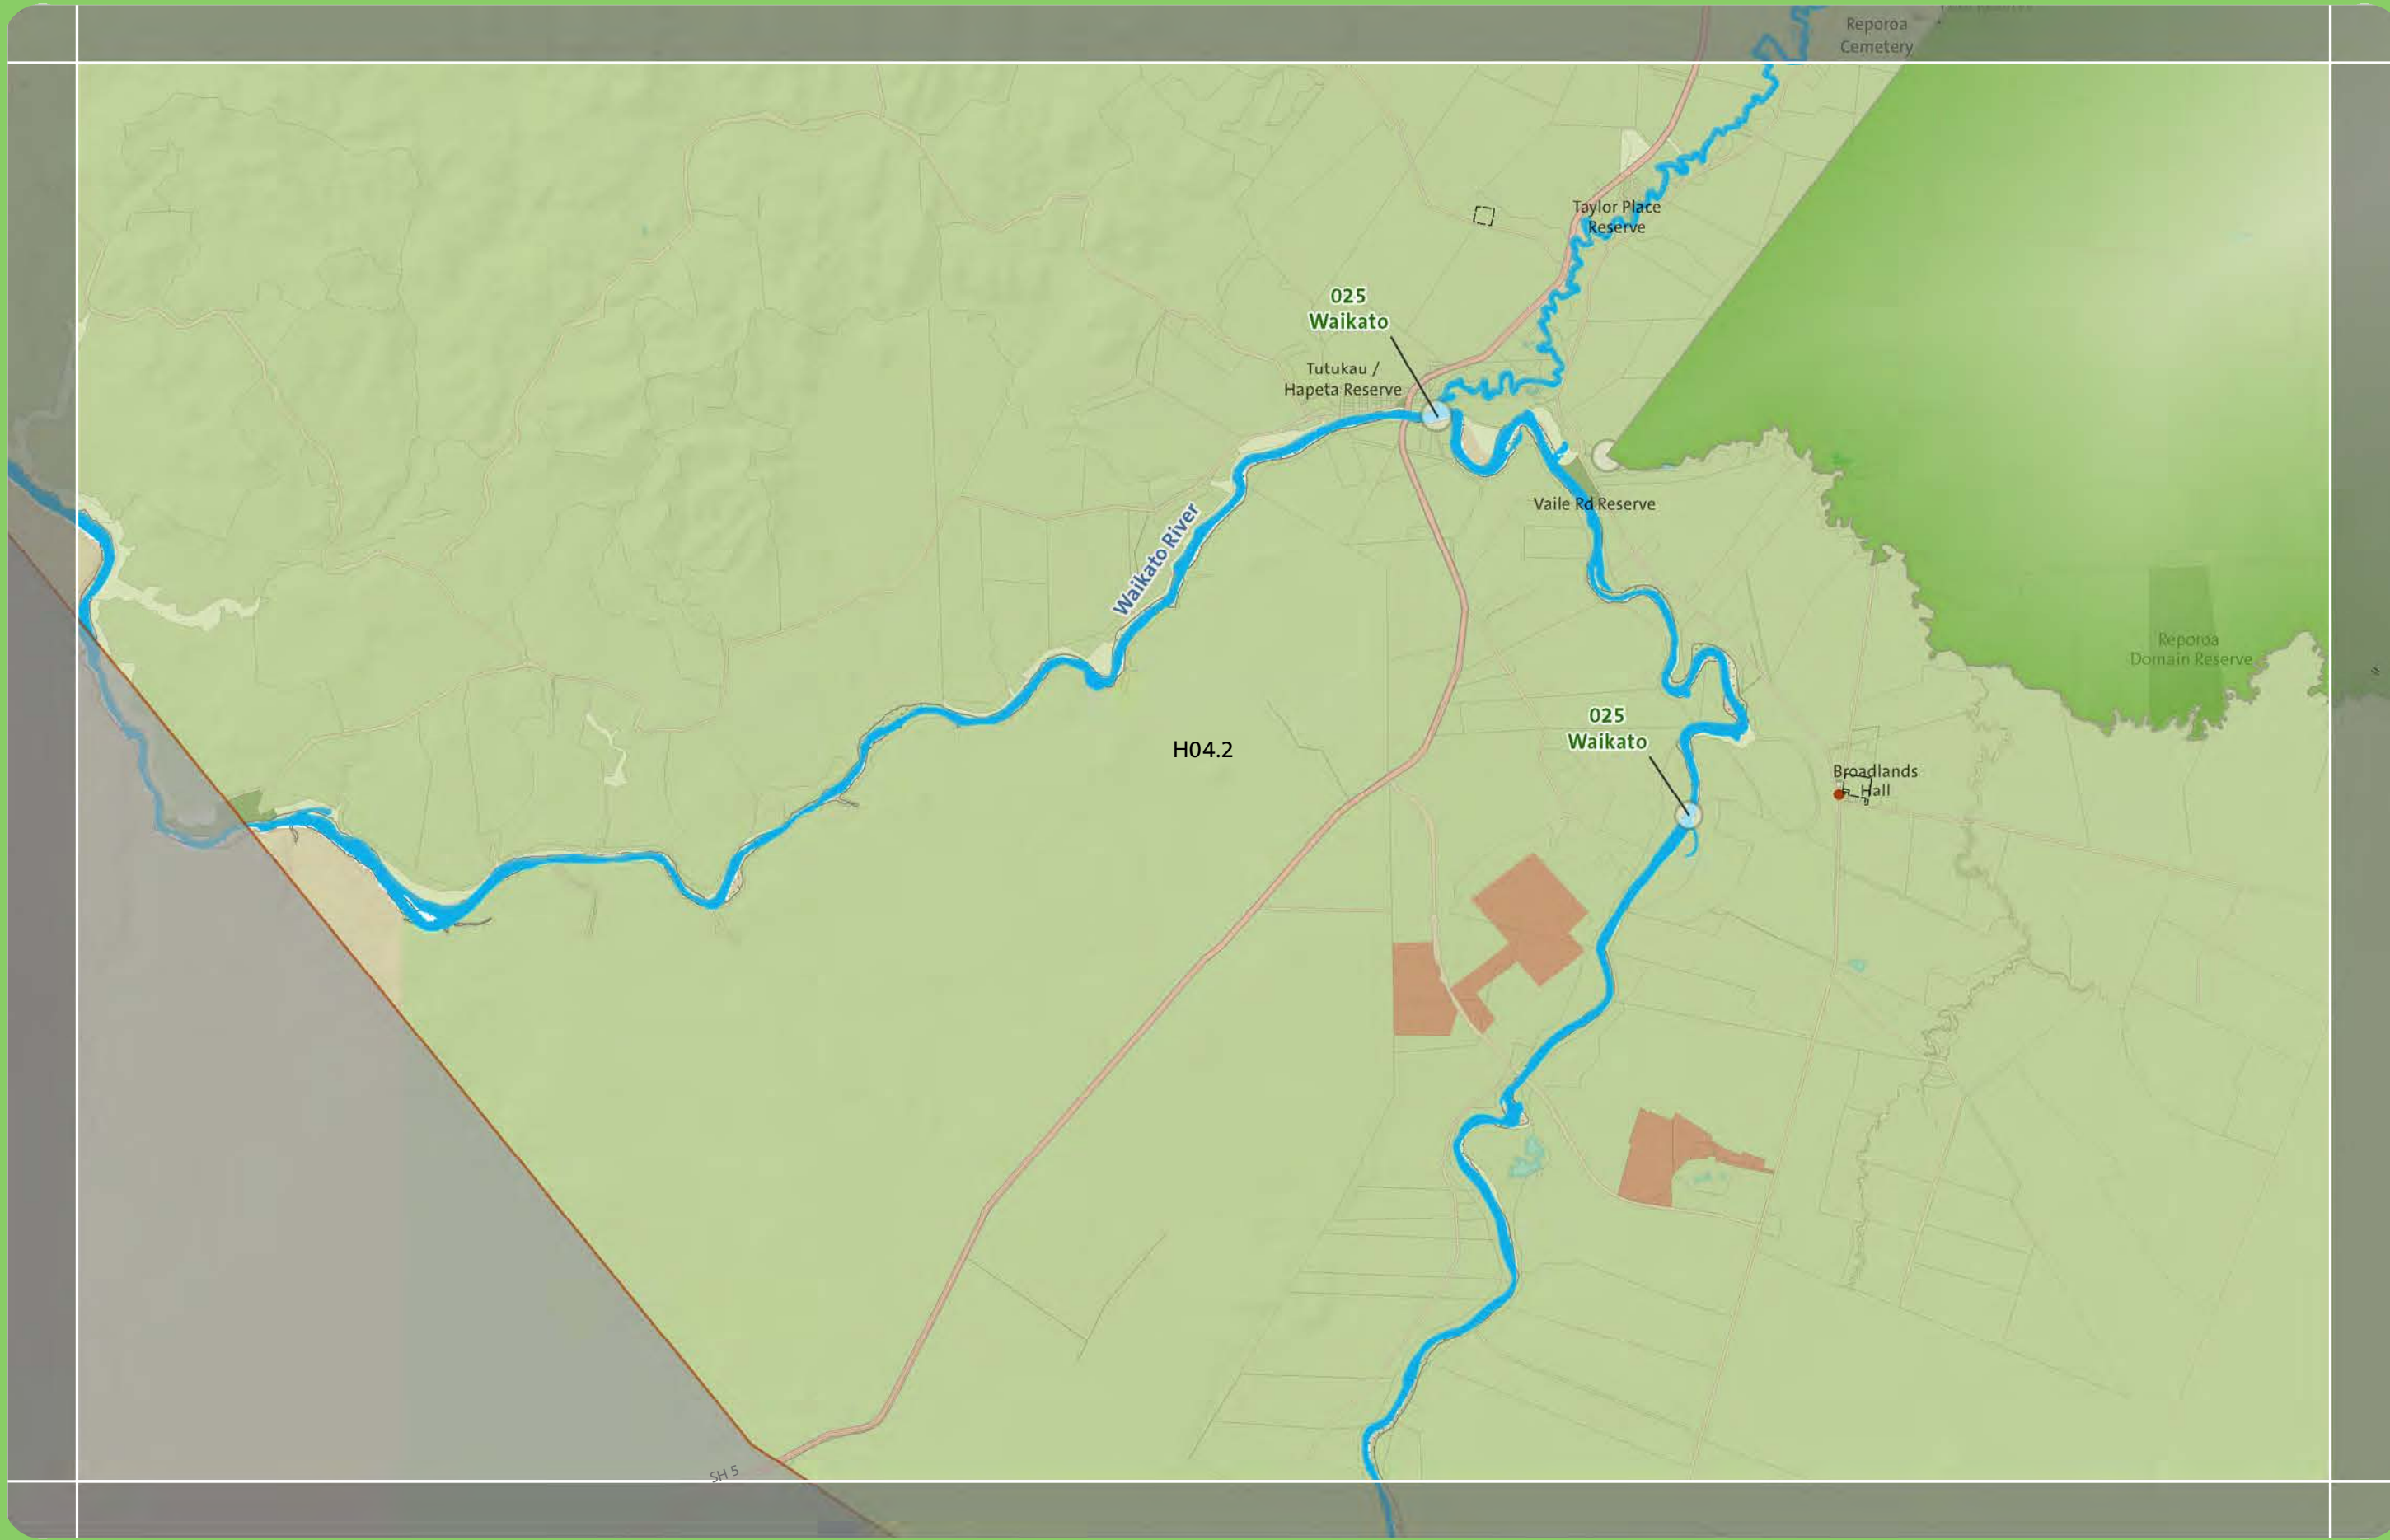 Reporoa
Cemetery
Taylor Place
Reserve
025
Waikato
Tutukau /
Hapeta Reserve
Vaile Rd Reserve
Waikato River
Reporoa
Domain Reserve
025
Waikato
H04.2
Broadlands
Hall
SH 5